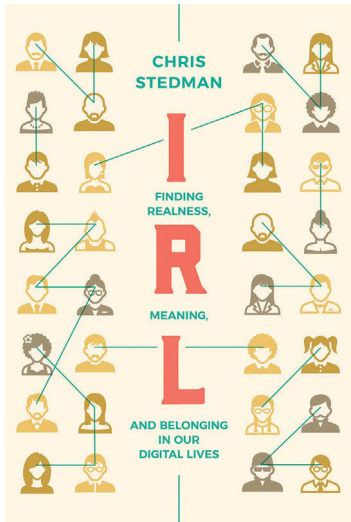 CHRIS
STEDMAN
I
FINDING
REALNESS,
R
MEANING,
L
AND BELONGING
IN OUR
DIGITAL LIVES